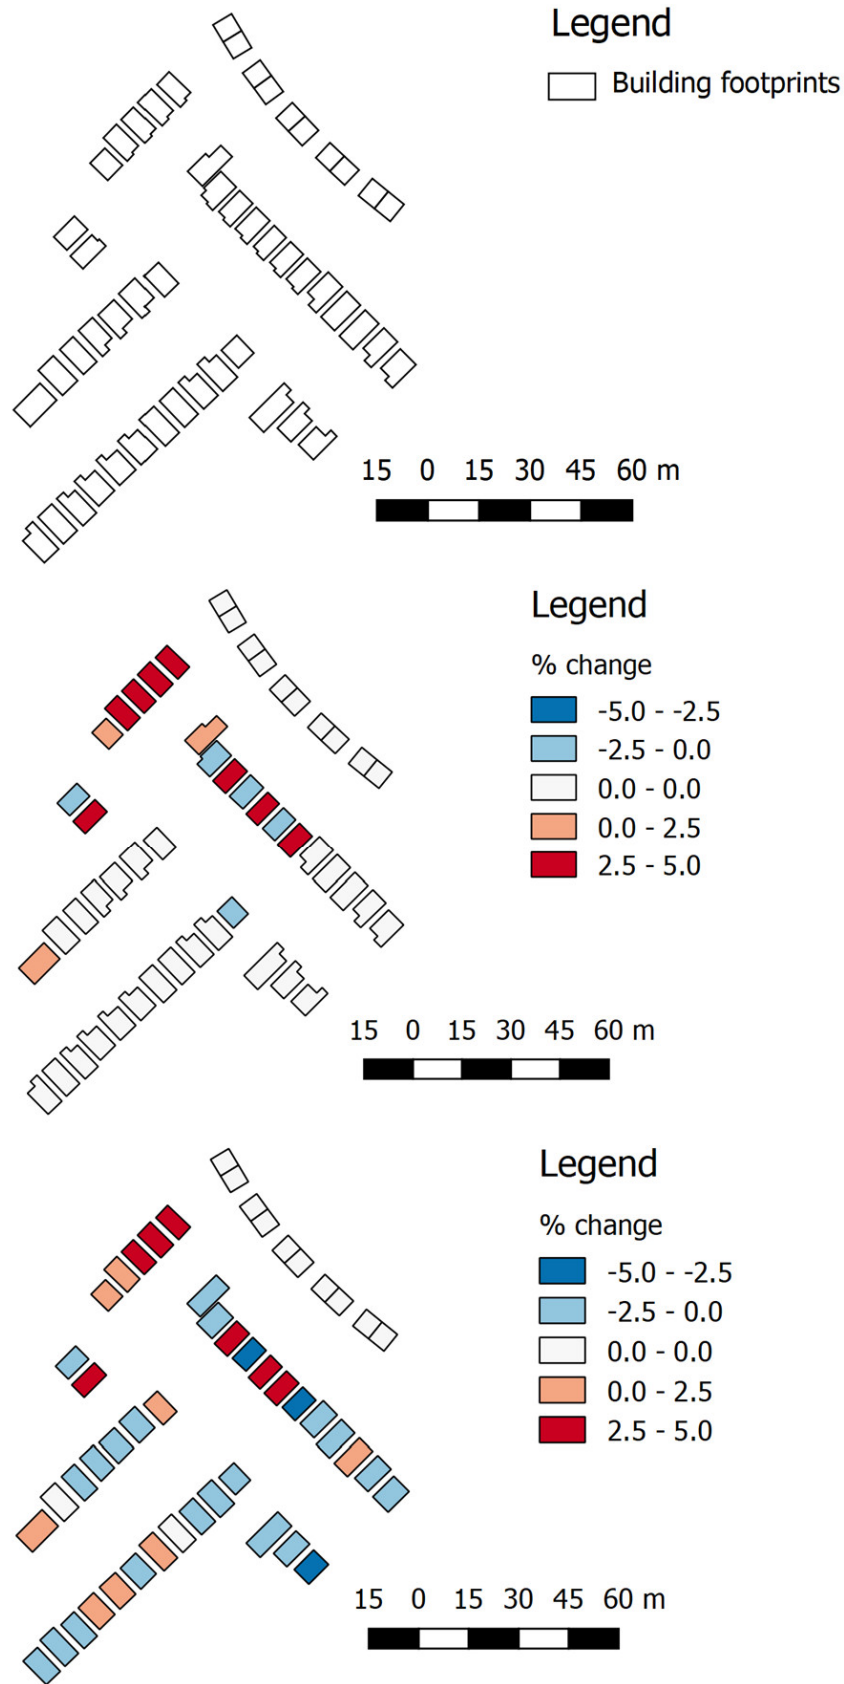 Legend
Building footprints
15 0 15 30 45 60 m
Legend
% change
-5.0 - -2.5
-2.5 - 0.0
0.0 - 0.0
0.0 - 2.5
2.5 - 5.0
15 0 15 30 45 60 m
Legend
% change
-5.0 - -2.5
-2.5 - 0.0
0.0 - 0.0
0.0 - 2.5
2.5 - 5.0
15 0 15 30 45 60 m